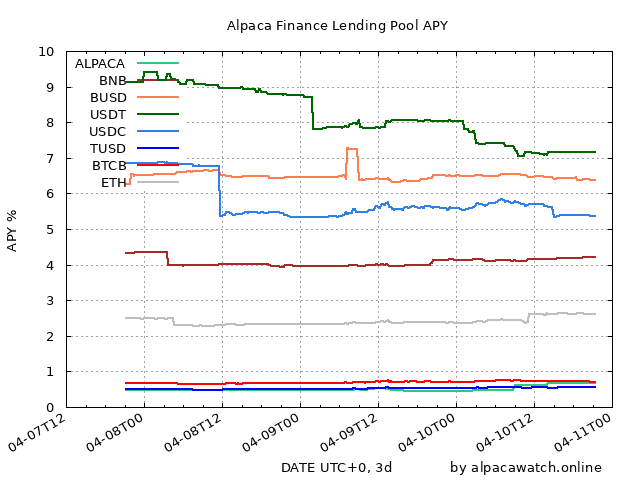 Alpaca Finance Lending Pool APY
10
9
8
7
6
5
4
3
2
1
0
APY %
ALPACA
BNB
BUSD
USDT
USDC
TUSD
BTCB
ETH
04-07T12
04-08T00
04-08T12
04-09T00
04-09T12
04-10T00
04-10T12
04-11T00
DATE UTC+0, 3d
by alpacawatch.online